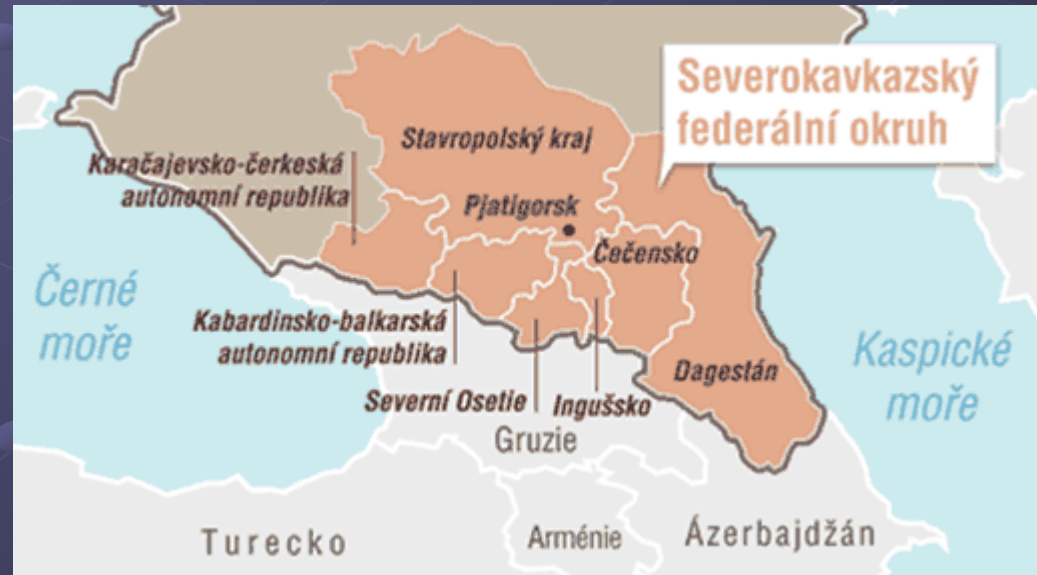 Severokavkazský
federální okruh
Stavropolský kraj
Karačajevsko-čerkeská
autonomní republika
Pjatigorsk
Čečensko
Černé
moře
Kabardinsko-balkarská
autonomní republika
Kaspické
moře
Dagestán
Severní Osetie
Ingušsko
Gruzie
Turecko
Arménie
Ázerbajdžán